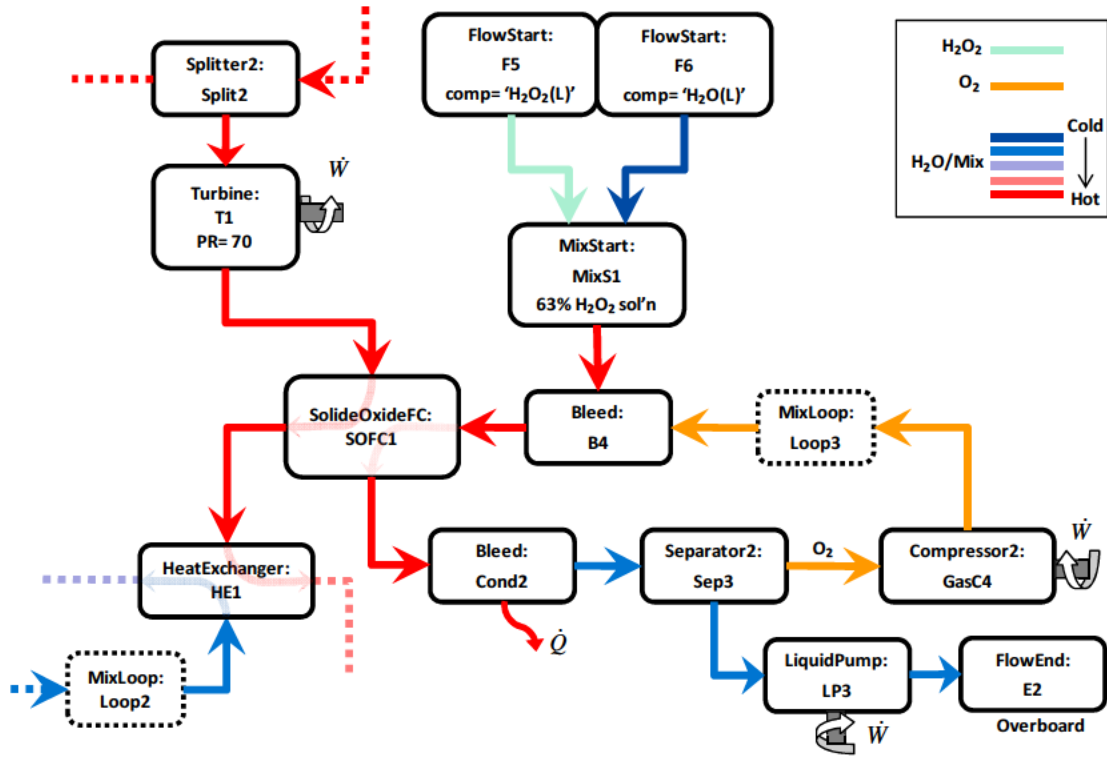 Splitter2:
Split2
FlowStart:
F5
comp= ‘H₂O₂(L)’
FlowStart:
F6
comp= ‘H₂O(L)’
H₂O₂
O₂
Cold
H₂O/Mix
Hot
Turbine:
T1
PR= 70
Ẇ
MixStart:
MixS1
63% H₂O₂ sol’n
SolideOxideFC:
SOFC1
Bleed:
B4
MixLoop:
Loop3
HeatExchanger:
HE1
Bleed:
Cond2
Q̇
Separator2:
Sep3
O₂
Compressor2:
GasC4
Ẇ
MixLoop:
Loop2
LiquidPump:
LP3
Ẇ
FlowEnd:
E2
Overboard